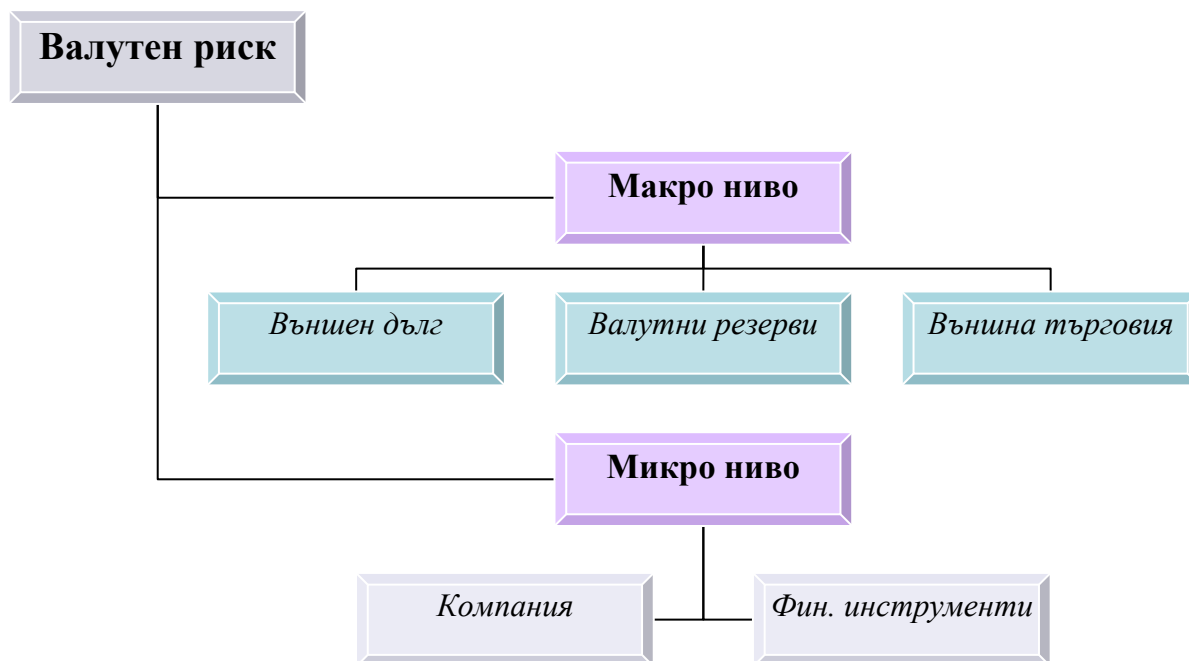 Валутен риск
Макро ниво
Външен дълг
Валутни резерви
Външна търговия
Микро ниво
Компания
Фин. инструменти